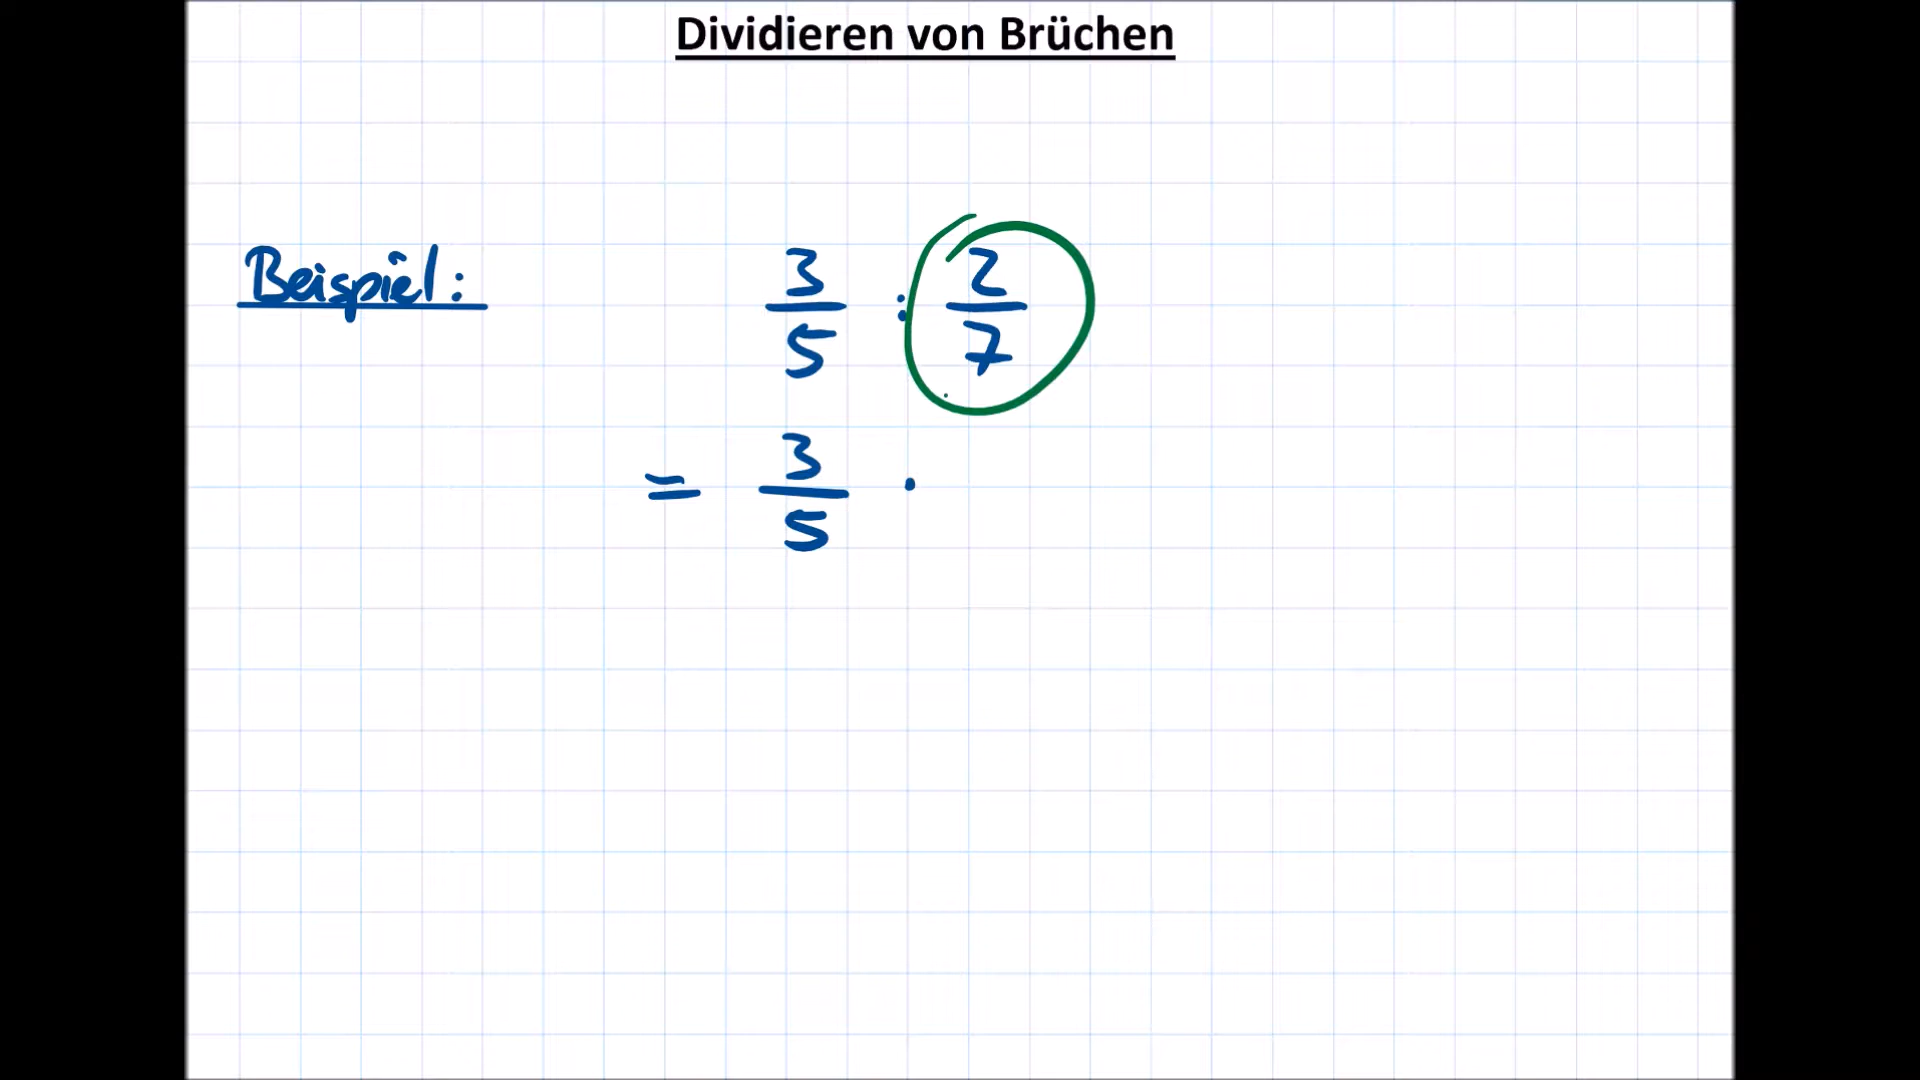 Dividieren von Brüchen
Beispiel: 3/5 : 2/7
= 3/5 ·